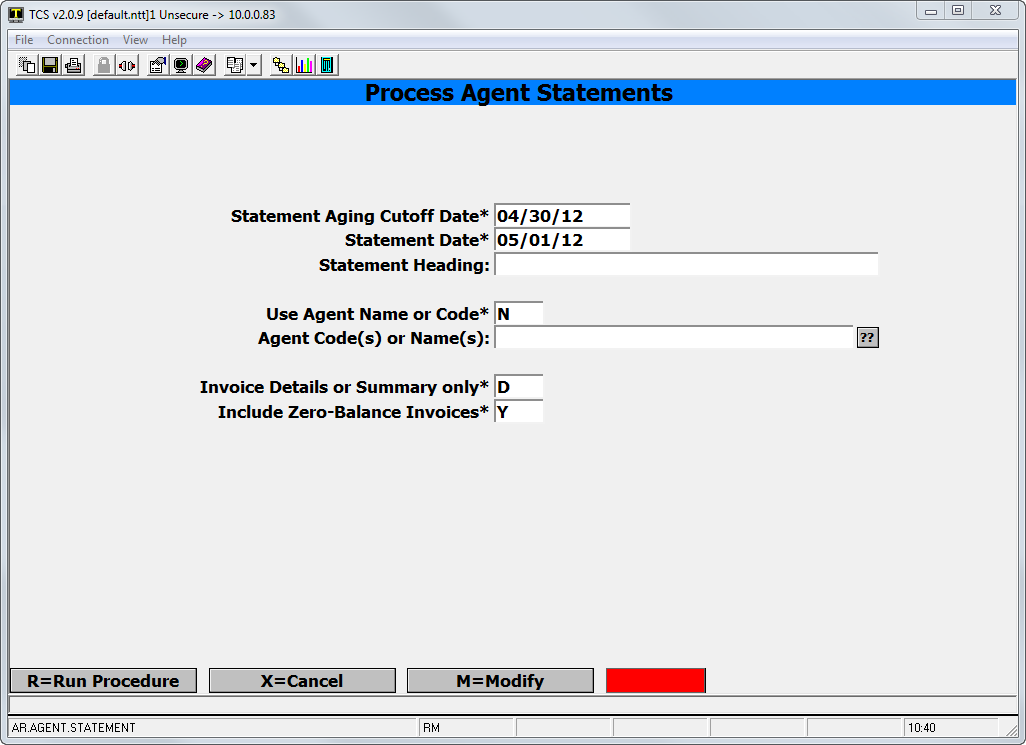 TCS v2.0.9 [default.ntt]1 Unsecure -> 10.0.0.83
File Connection View Help
Process Agent Statements
Statement Aging Cutoff Date* 04/30/12
Statement Date* 05/01/12
Statement Heading:
Use Agent Name or Code* N
Agent Code(s) or Name(s): ??
Invoice Details or Summary only* D
Include Zero-Balance Invoices* Y
R=Run Procedure X=Cancel M=Modify
AR.AGENT.STATEMENT RM 10:40